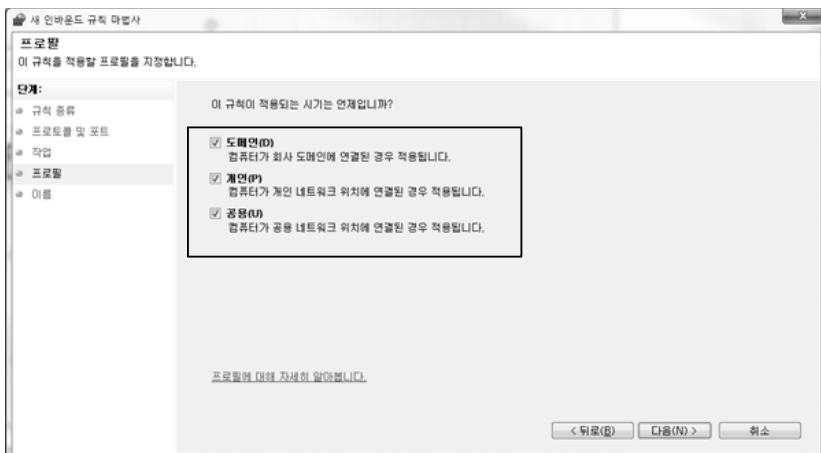 새 인바운드 규칙 마법사
프로필
이 규칙을 적용할 프로필을 지정합니다.
단계:
규칙 종류
프로토콜 및 포트
작업
프로필
이름
이 규칙이 적용되는 시기는 언제입니까?
도메인(D)
컴퓨터가 회사 도메인에 연결된 경우 적용됩니다.
개인(P)
컴퓨터가 개인 네트워크 위치에 연결된 경우 적용됩니다.
공용(U)
컴퓨터가 공용 네트워크 위치에 연결된 경우 적용됩니다.
프로필에 대해 자세히 알아봅니다.
< 뒤로(B) 다음(N) > 취소